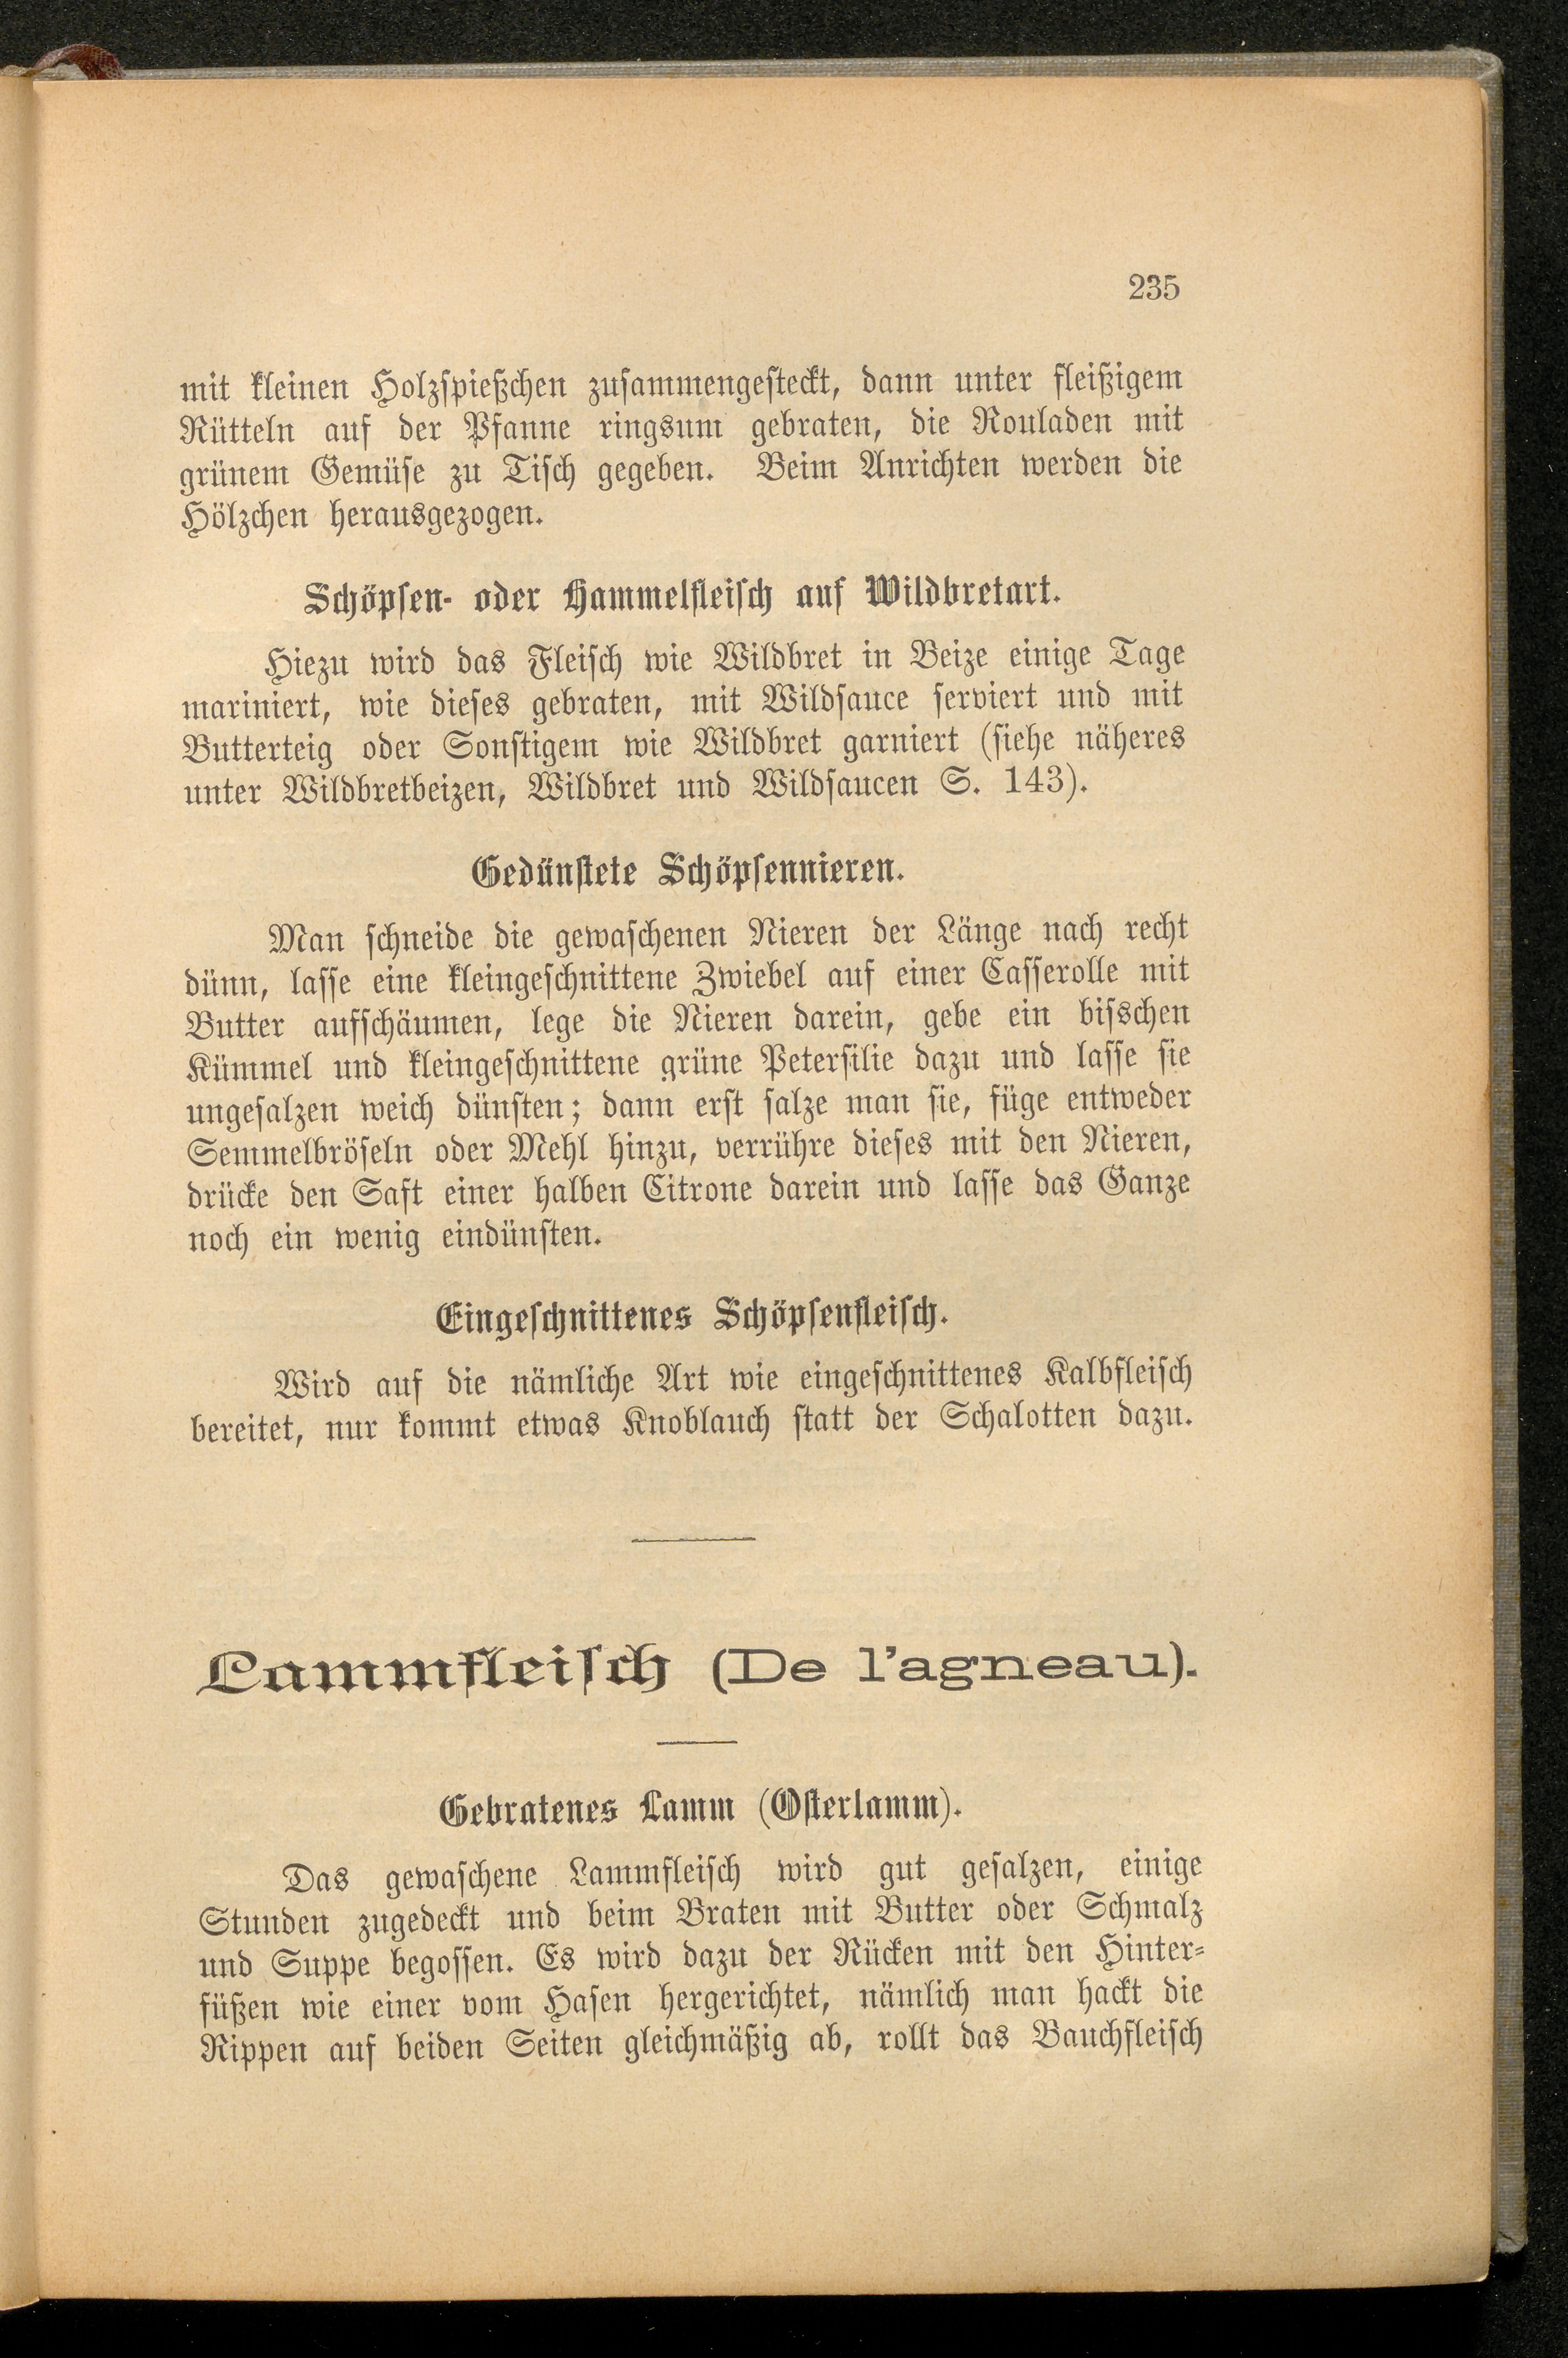 235
mit kleinen Holzspießchen zusammengesteckt, dann unter fleißigem
Rütteln auf der Pfanne ringsum gebraten, die Rouladen mit
grünem Gemüse zu Tisch gegeben. Beim Anrichten werden die
Hölzchen herausgezogen.
Schöpsen- oder Hammelfleisch auf Wildbretart.
Hiezu wird das Fleisch wie Wildbret in Beize einige Tage
mariniert, wie dieses gebraten, mit Wildsauce serviert und mit
Butterteig oder Sonstigem wie Wildbret garniert (siehe näheres
unter Wildbretbeizen, Wildbret und Wildsaucen S. 143).
Gedünstete Schöpsennieren.
Man schneide die gewaschenen Nieren der Länge nach recht
dünn, lasse eine kleingeschnittene Zwiebel auf einer Casserolle mit
Butter aufschäumen, lege die Nieren darein, gebe ein bisschen
Kümmel und kleingeschnittene grüne Petersilie dazu und lasse sie
ungesalzen weich dünsten; dann erst salze man sie, füge entweder
Semmelbröseln oder Mehl hinzu, verrühre dieses mit den Nieren,
drücke den Saft einer halben Citrone darein und lasse das Ganze
noch ein wenig eindünsten.
Eingeschnittenes Schöpsenfleisch.
Wird auf die nämliche Art wie eingeschnittenes Kalbfleisch
bereitet, nur kommt etwas Knoblauch statt der Schalotten dazu.
Lammfleisch (De l'agneau).
Gebratenes Lamm (Osterlamm).
Das gewaschene Lammfleisch wird gut gesalzen, einige
Stunden zugedeckt und beim Braten mit Butter oder Schmalz
und Suppe begossen. Es wird dazu der Rücken mit den Hinter-
füßen wie einer vom Hasen hergerichtet, nämlich man hackt die
Rippen auf beiden Seiten gleichmäßig ab, rollt das Bauchfleisch